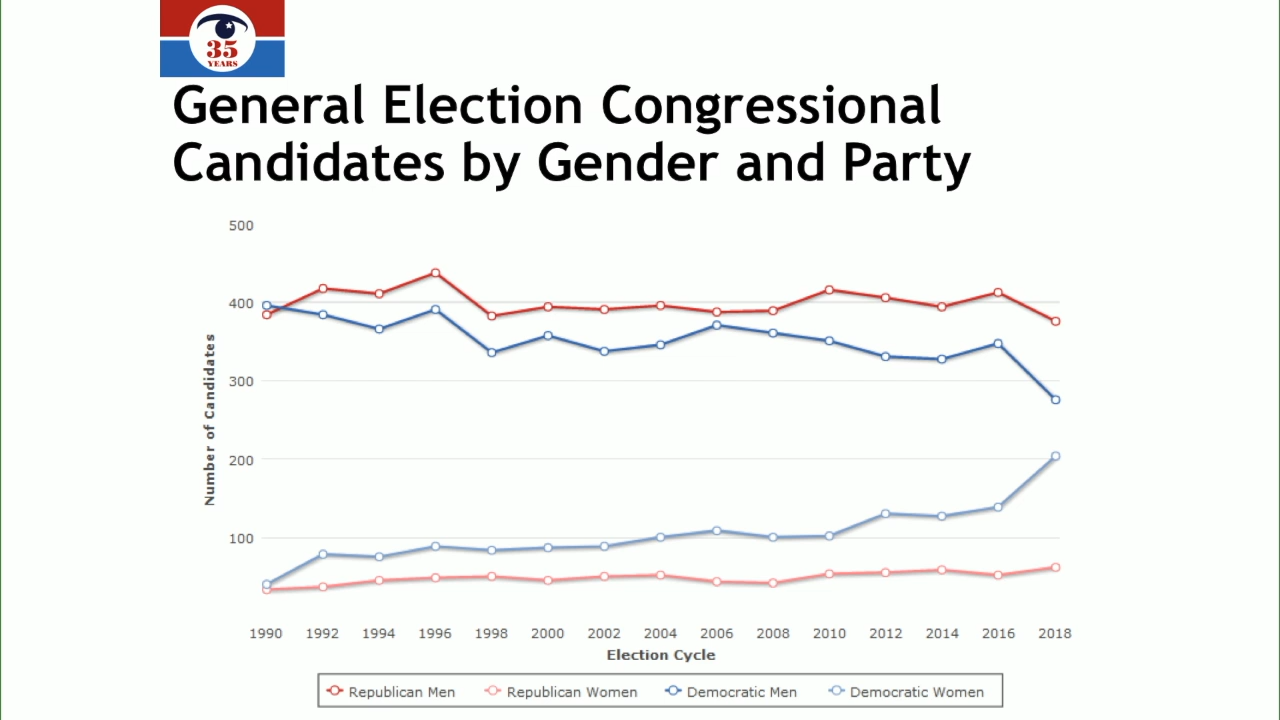 35
YEARS
General Election Congressional
Candidates by Gender and Party
500
400
300
200
100
Number of Candidates
1990 1992 1994 1996 1998 2000 2002 2004 2006 2008 2010 2012 2014 2016 2018
Election Cycle
Republican Men Republican Women Democratic Men Democratic Women